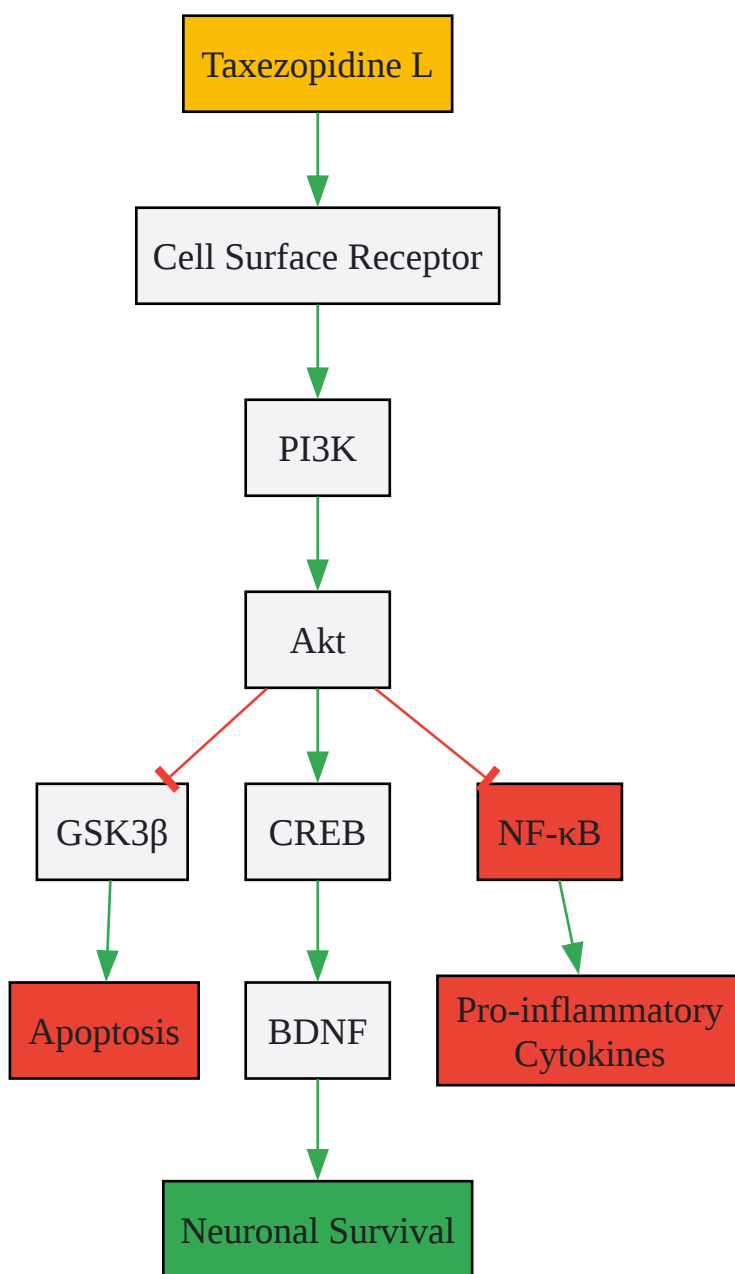 Taxezopidine L
Cell Surface Receptor
PI3K
Akt
GSK3β
CREB
NF-κB
Apoptosis
BDNF
Pro-inflammatory
Cytokines
Neuronal Survival